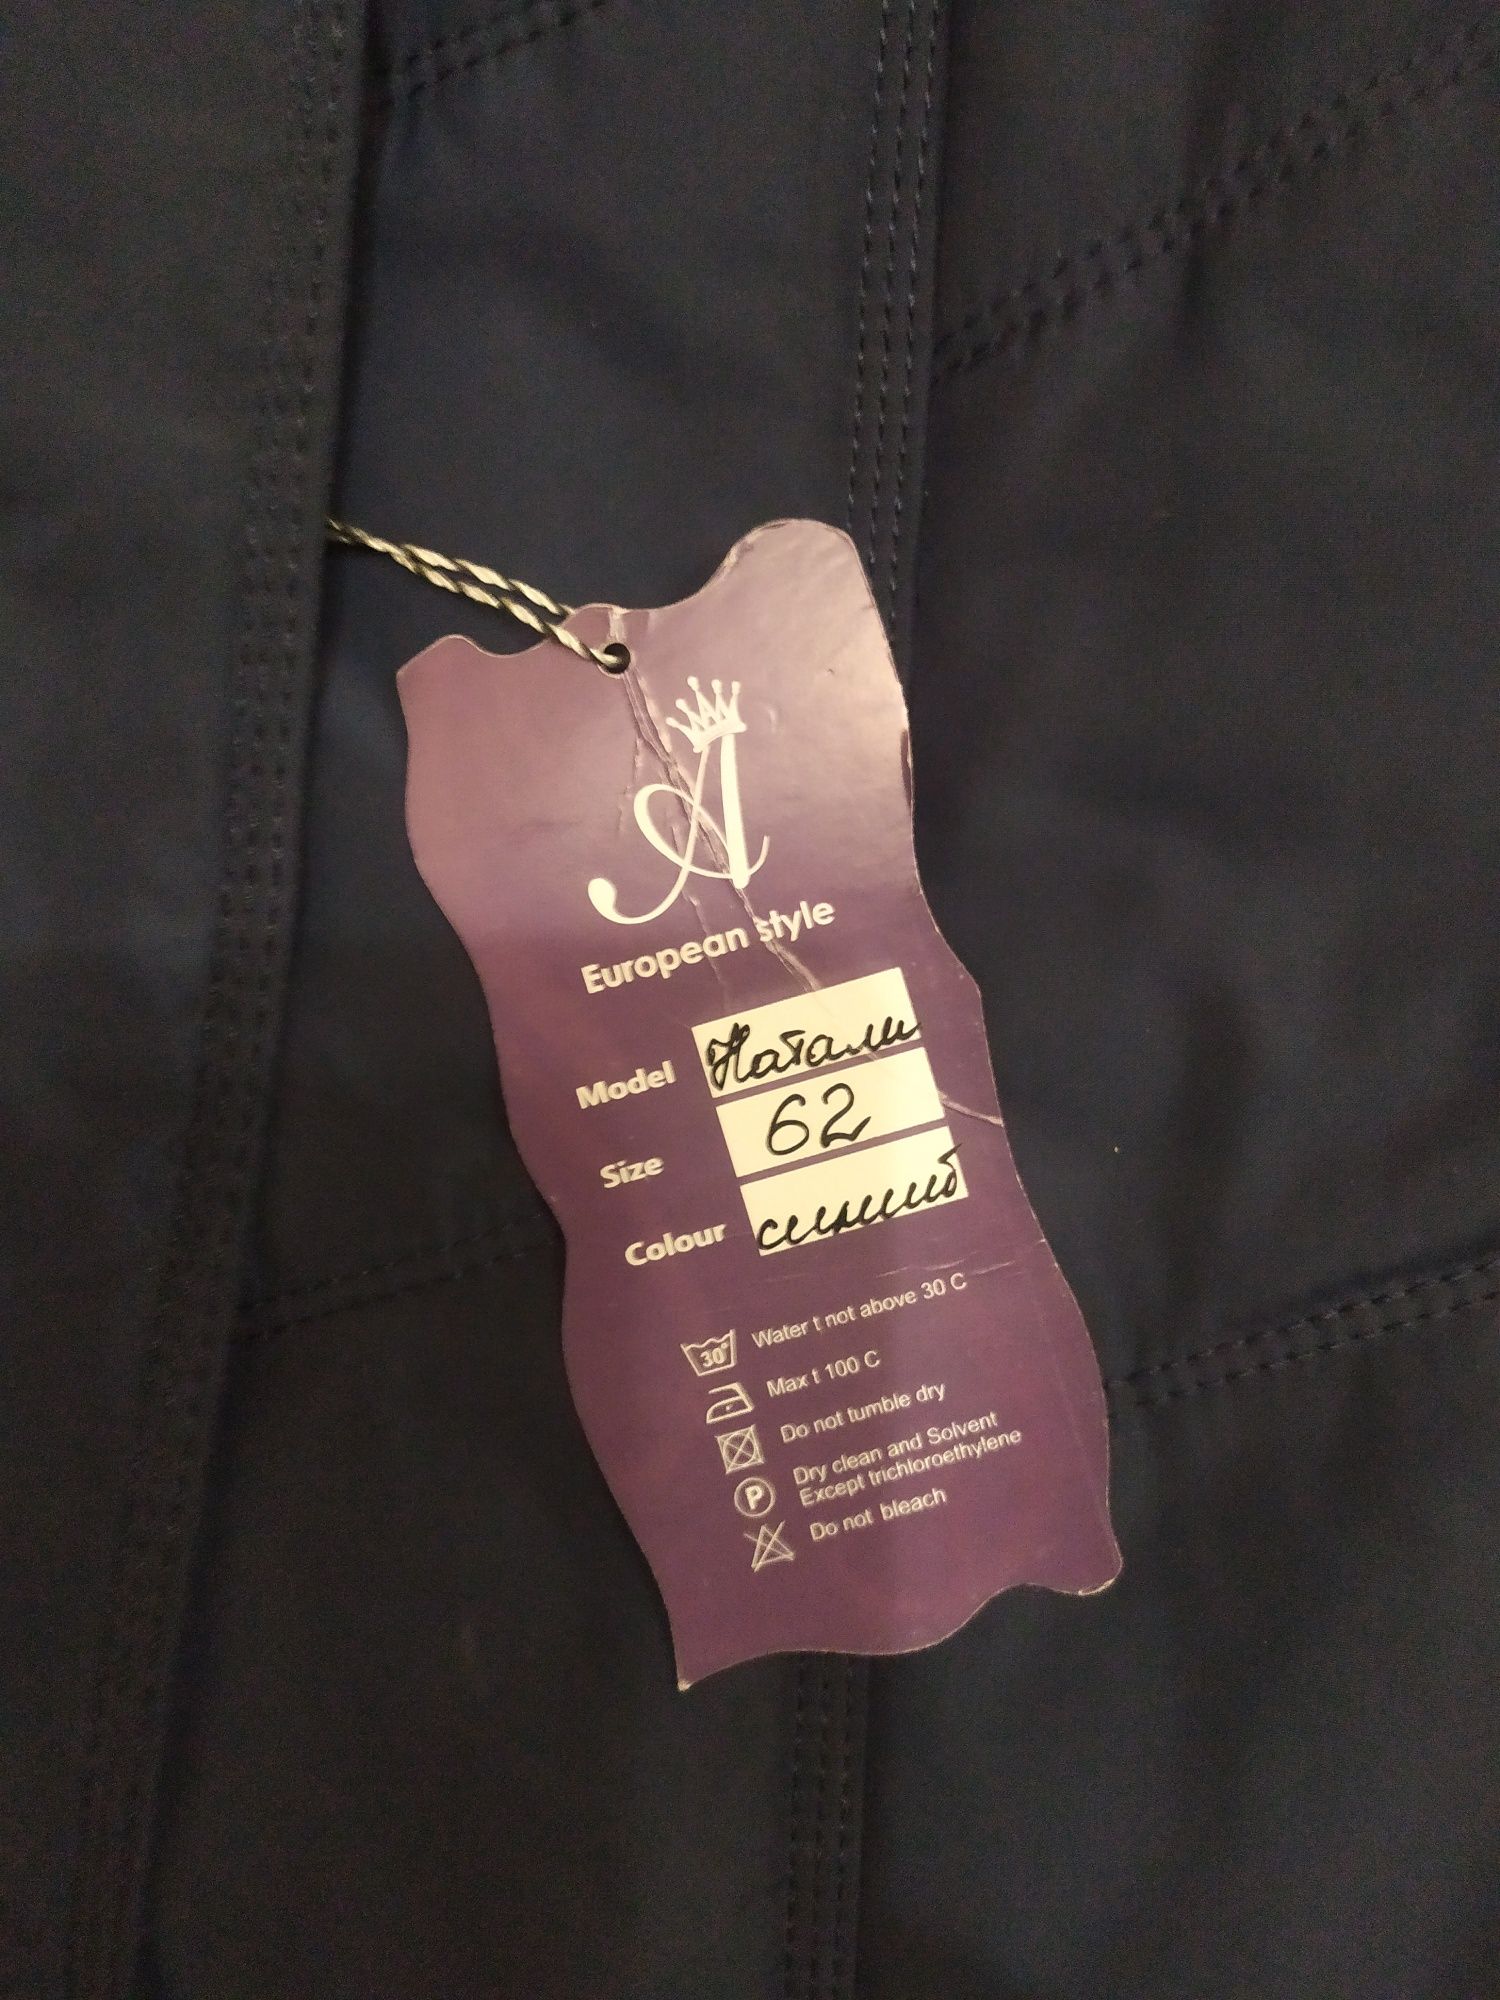 A
European style
Model Натали
Size 62
Colour синий
30° Water t not above 30 C
Max t 100 C
Do not tumble dry
P Dry clean and Solvent
Except trichloroethylene
Do not bleach